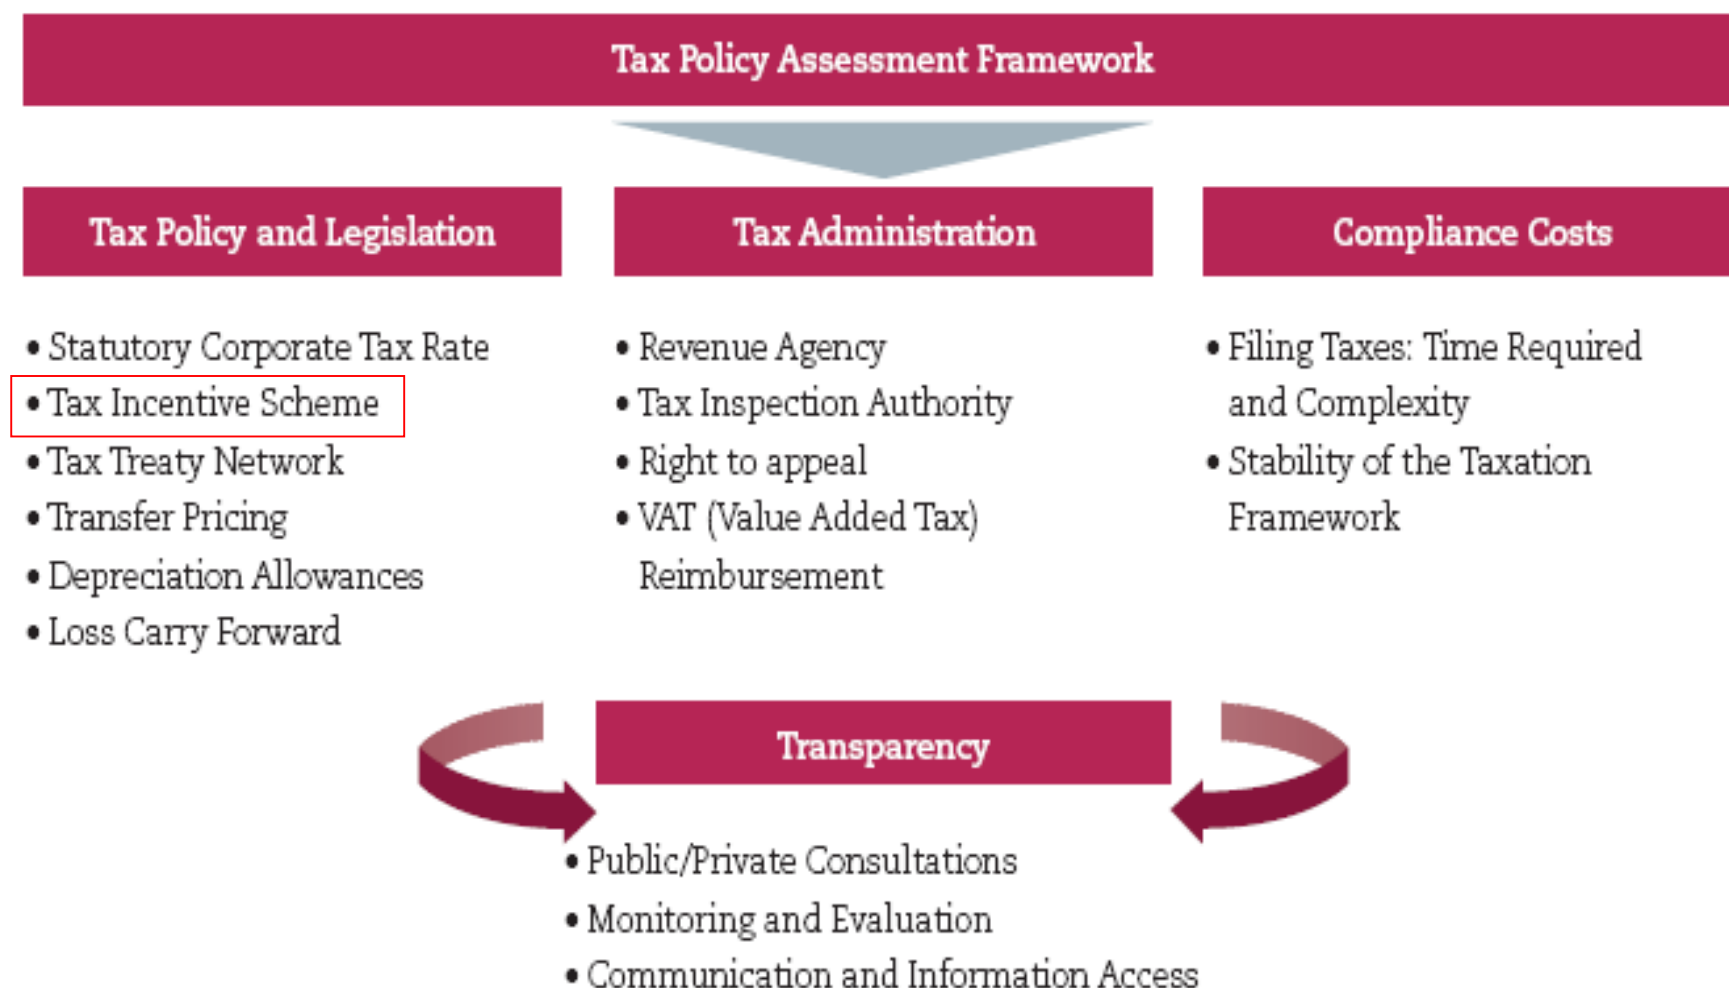 Tax Policy Assessment Framework
Tax Policy and Legislation
• Statutory Corporate Tax Rate
• Tax Incentive Scheme
• Tax Treaty Network
• Transfer Pricing
• Depreciation Allowances
• Loss Carry Forward
Tax Administration
• Revenue Agency
• Tax Inspection Authority
• Right to appeal
• VAT (Value Added Tax)
Reimbursement
Compliance Costs
• Filing Taxes: Time Required
and Complexity
• Stability of the Taxation
Framework
Transparency
• Public/Private Consultations
• Monitoring and Evaluation
• Communication and Information Access